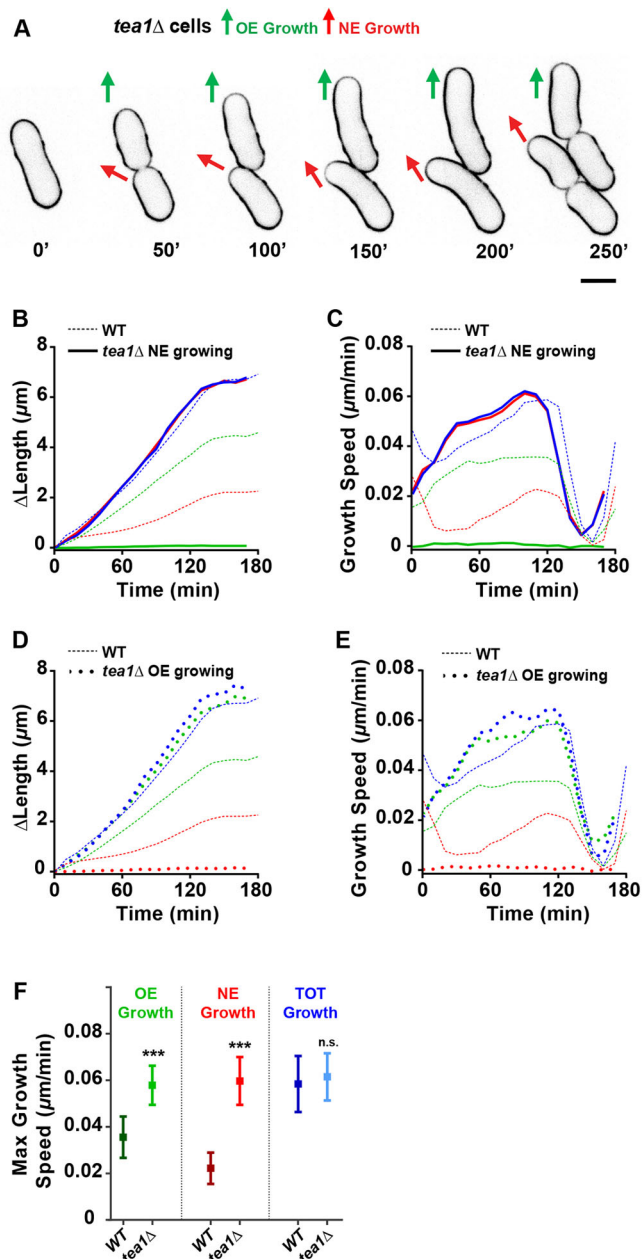 A
tea1Δ cells OE Growth NE Growth
0’ 50’ 100’ 150’ 200’ 250’
B
WT
tea1Δ NE growing
ΔLength (µm)
8
6
4
2
0
0 60 120 180
Time (min)
C
WT
tea1Δ NE growing
Growth Speed (µm/min)
0.08
0.06
0.04
0.02
0
0 60 120 180
Time (min)
D
WT
tea1Δ OE growing
ΔLength (µm)
8
6
4
2
0
0 60 120 180
Time (min)
E
WT
tea1Δ OE growing
Growth Speed (µm/min)
0.08
0.06
0.04
0.02
0
0 60 120 180
Time (min)
F
OE Growth
NE Growth
TOT Growth
Max Growth
Speed (µm/min)
0.08
0.06
0.04
0.02
0
*** *** n.s.
WT tea1Δ WT tea1Δ WT tea1Δ